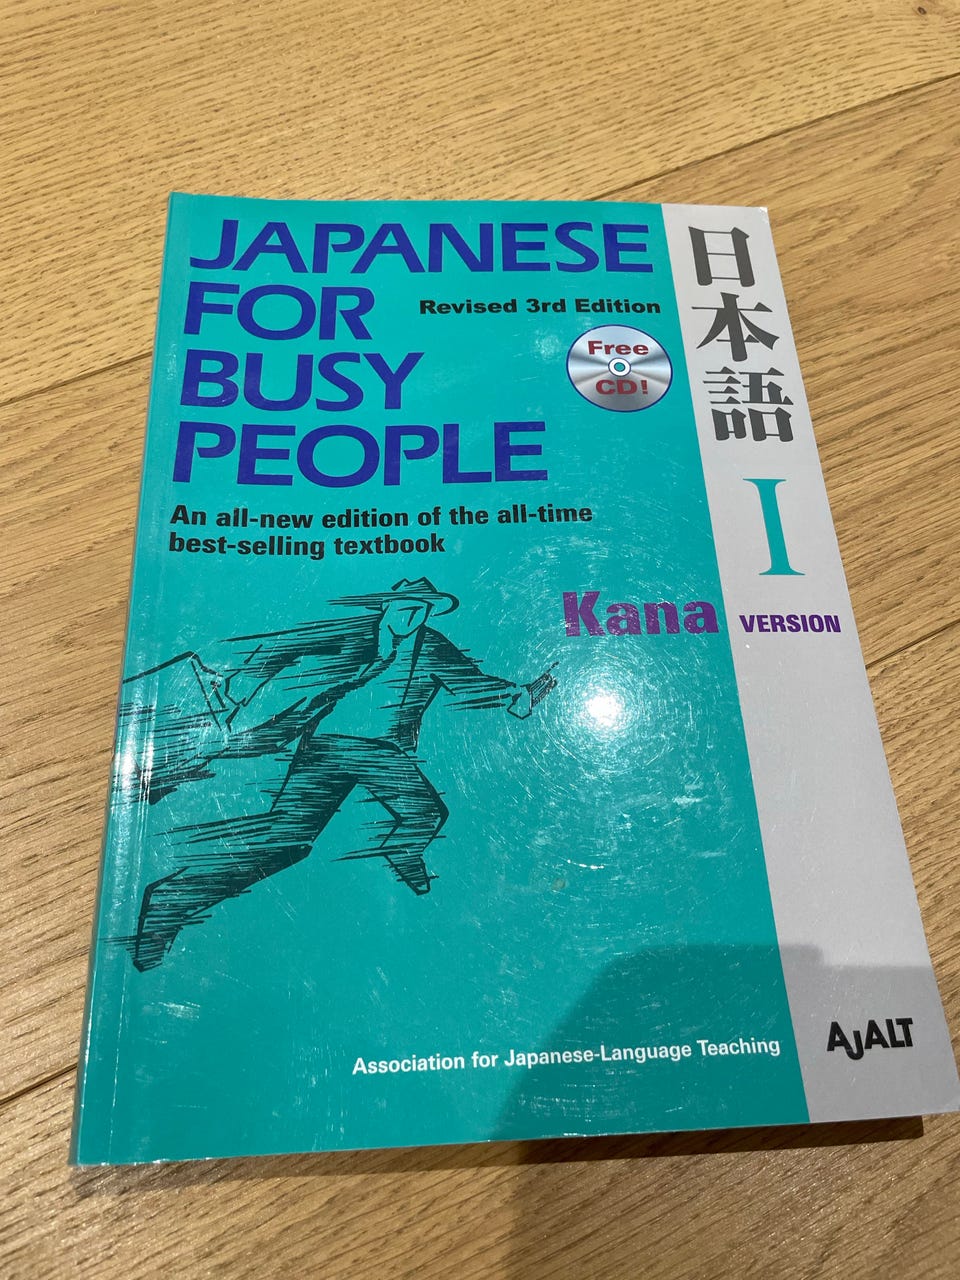 JAPANESE
FOR
BUSY
PEOPLE
Revised 3rd Edition
Free
CD!
An all-new edition of the all-time
best-selling textbook
日本語
I
Kana VERSION
Association for Japanese-Language Teaching
AJALT